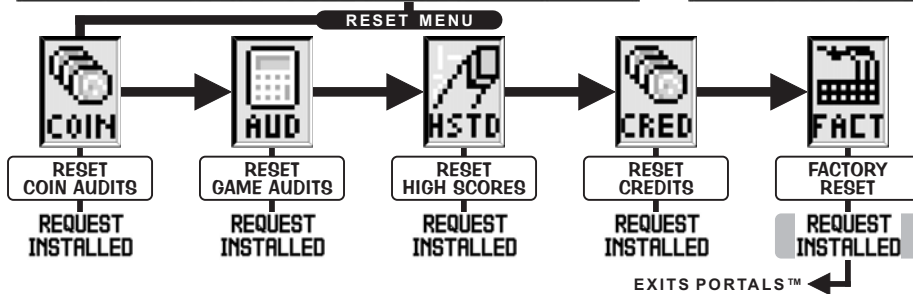 RESET MENU
COIN
AUD
HSTD
CRED
FACT
RESET
COIN AUDITS
RESET
GAME AUDITS
RESET
HIGH SCORES
RESET
CREDITS
FACTORY
RESET
REQUEST
INSTALLED
REQUEST
INSTALLED
REQUEST
INSTALLED
REQUEST
INSTALLED
REQUEST
INSTALLED
EXITS PORTALS™